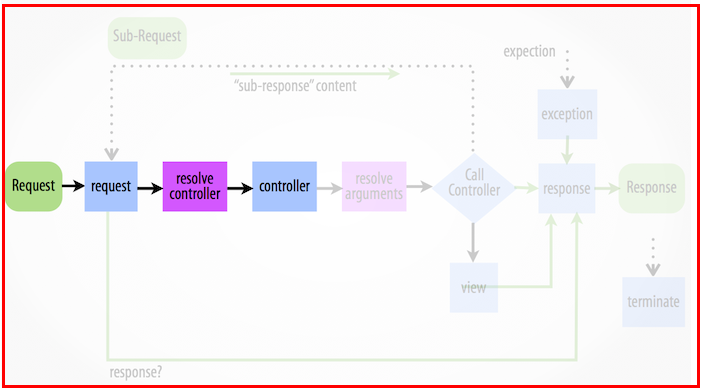 Sub-Request
expection
"sub-response" content
exception
Request
request
resolve
controller
controller
resolve
arguments
Call
Controller
response
Response
view
terminate
response?